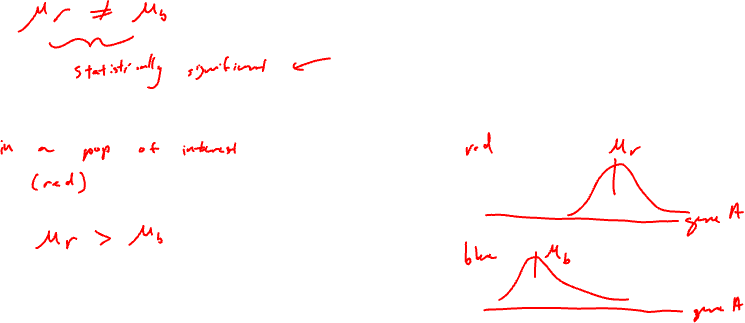 μr ≠ μb
statistically significant ←
in a pop of interest
(red)
μr > μb
red
μr
gene A
blue
μb
gene A